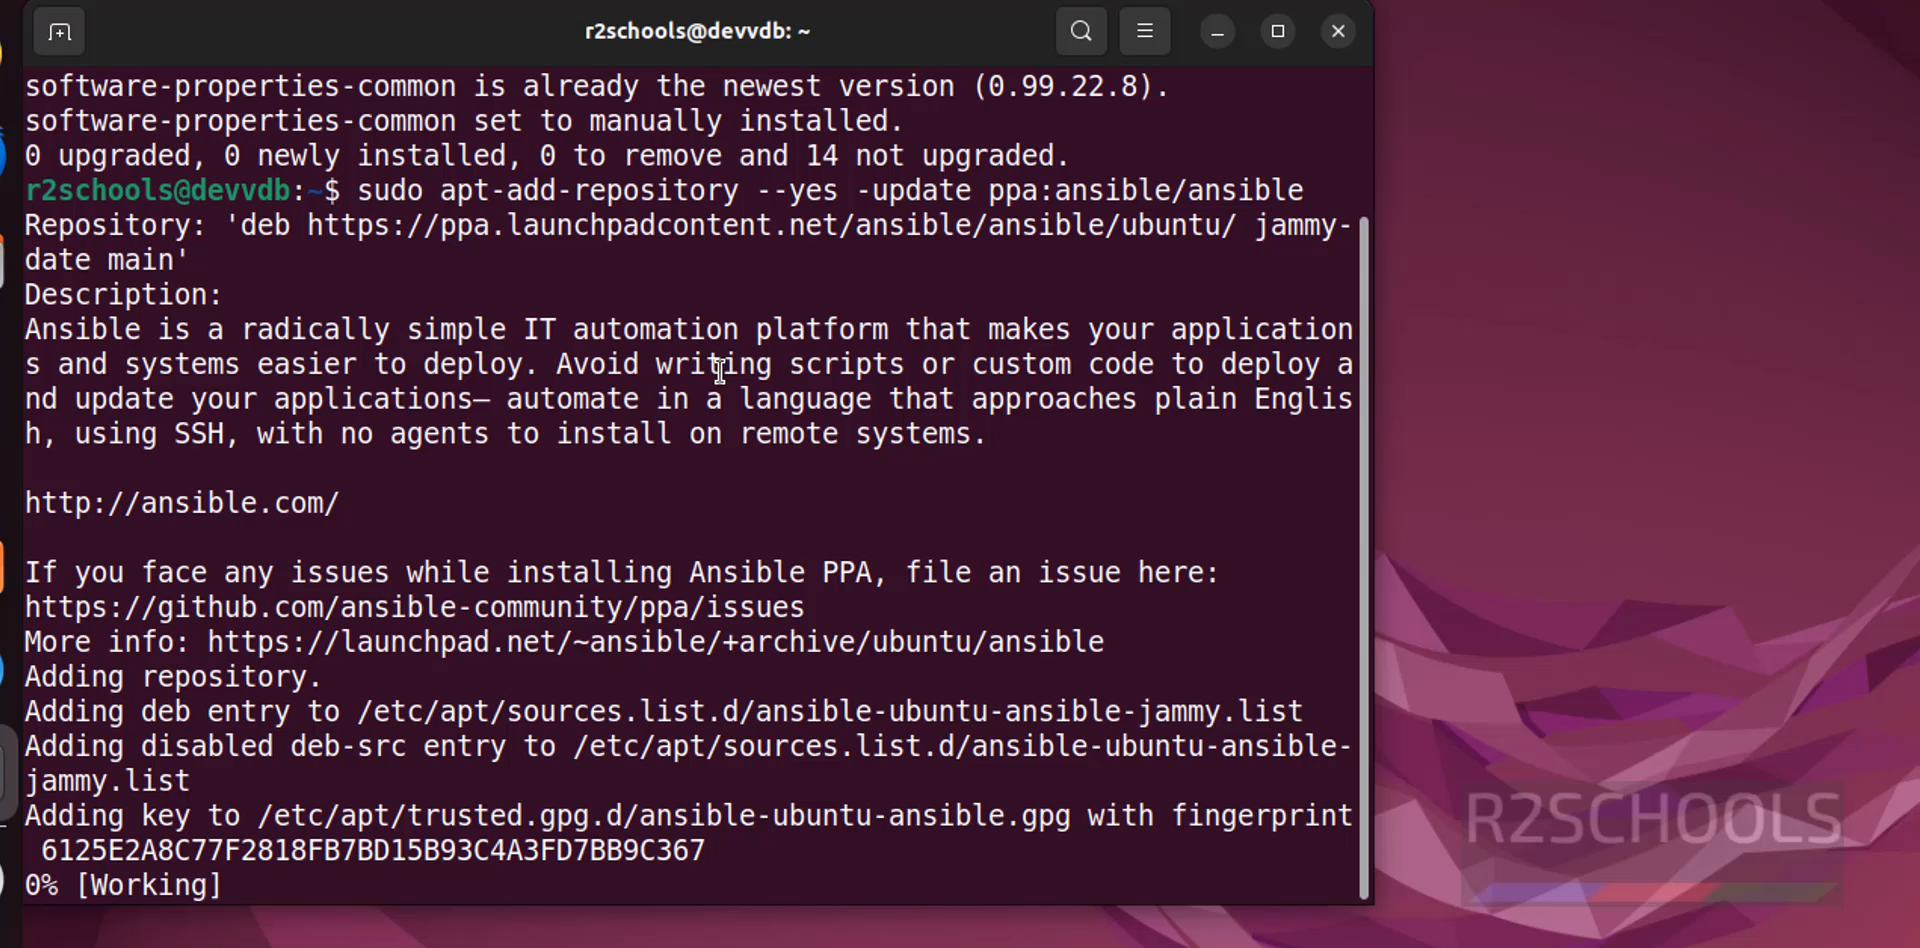 r2schools@devvdb: ~
software-properties-common is already the newest version (0.99.22.8).
software-properties-common set to manually installed.
0 upgraded, 0 newly installed, 0 to remove and 14 not upgraded.
r2schools@devvdb:~$ sudo apt-add-repository --yes -update ppa:ansible/ansible
Repository: 'deb https://ppa.launchpadcontent.net/ansible/ansible/ubuntu/ jammy-
date main'
Description:
Ansible is a radically simple IT automation platform that makes your application
s and systems easier to deploy. Avoid writing scripts or custom code to deploy a
nd update your applications— automate in a language that approaches plain Englis
h, using SSH, with no agents to install on remote systems.
http://ansible.com/
If you face any issues while installing Ansible PPA, file an issue here:
https://github.com/ansible-community/ppa/issues
More info: https://launchpad.net/~ansible/+archive/ubuntu/ansible
Adding repository.
Adding deb entry to /etc/apt/sources.list.d/ansible-ubuntu-ansible-jammy.list
Adding disabled deb-src entry to /etc/apt/sources.list.d/ansible-ubuntu-ansible-
jammy.list
Adding key to /etc/apt/trusted.gpg.d/ansible-ubuntu-ansible.gpg with fingerprint
6125E2A8C77F2818FB7BD15B93C4A3FD7BB9C367
0% [Working]
R2SCHOOLS